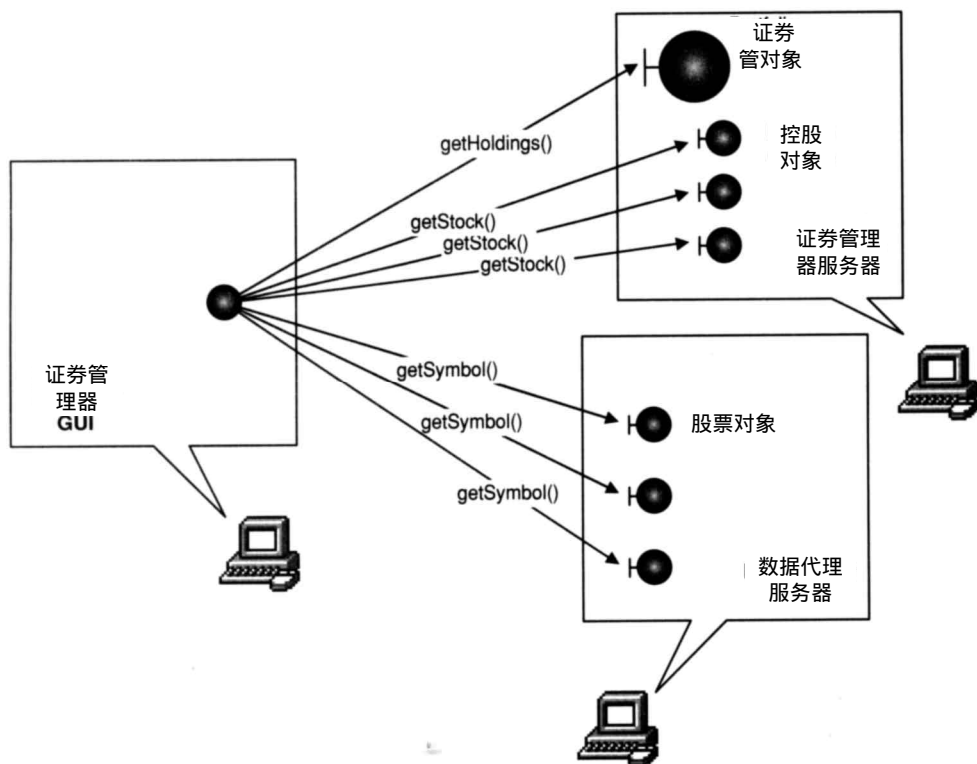 证券
管对象
getHoldings()
控股
对象
getStock()
getStock()
getStock()
证券管理
器服务器
证券管
理器
GUI
getSymbol()
getSymbol()
getSymbol()
股票对象
数据代理
服务器